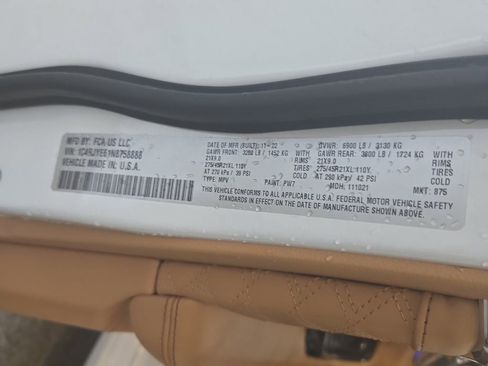 MFD BY: FCA US LLC
VIN: 1C4RJYE61N8758888
VEHICLE MADE IN: U.S.A.
DATE OF MFR (BUILT): 11-22 GVWR: 6900 LB / 3130 KG
GAWR FRONT: 3200 LB / 1452 KG WITH GAWR REAR: 3800 LB / 1724 KG WITH
21X9.0 RIMS 21X9.0 RIMS
275/45R21XL 110Y TIRES 275/45R21XL 110Y TIRES
AT 270 kPa / 39 PSI COLD AT 290 kPa / 42 PSI COLD
TYPE: MPV PAINT: PW7 MDH: 111021 MKT: 875
THIS VEHICLE CONFORMS TO ALL APPLICABLE U.S.A. FEDERAL MOTOR VEHICLE SAFETY
STANDARDS IN EFFECT ON THE DATE OF MANUFACTURE SHOWN ABOVE.